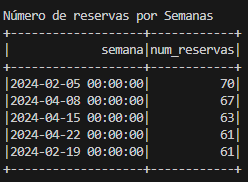 Número de reservas por Semanas
+-------------------+------------+
|             semana|num_reservas|
+-------------------+------------+
|2024-02-05 00:00:00|          70|
|2024-04-08 00:00:00|          67|
|2024-04-15 00:00:00|          63|
|2024-04-22 00:00:00|          61|
|2024-02-19 00:00:00|          61|
+-------------------+------------+